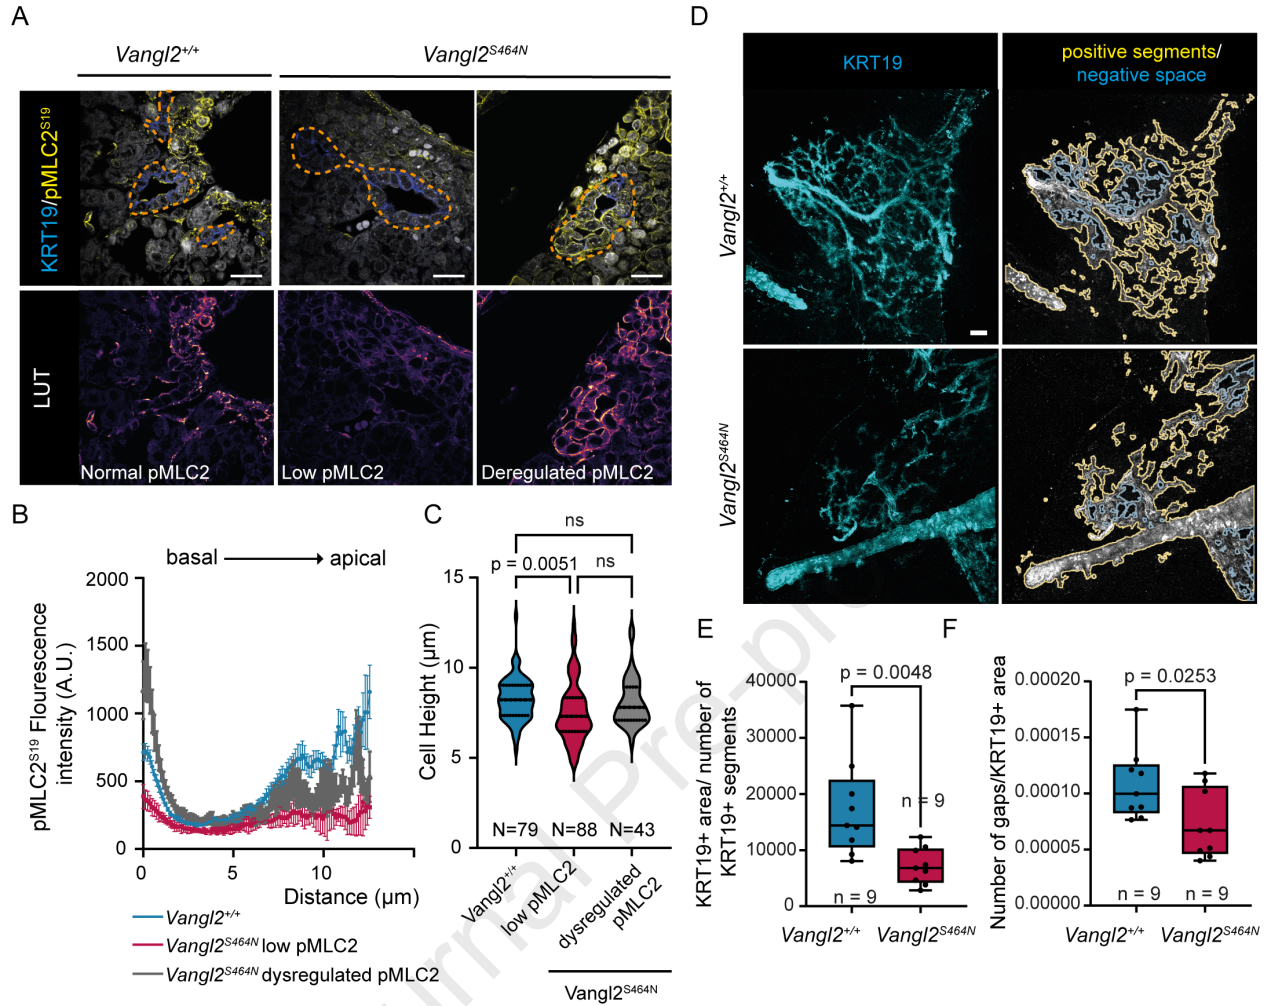 A
Vangl2+/+
Vangl2S464N
KRT19/pMLC2S19
LUT
Normal pMLC2
Low pMLC2
Deregulated pMLC2
B
basal
apical
pMLC2S19 Flourescence
intensity (A.U.)
2000
1500
1000
500
0
0
5
10
Distance (μm)
Vangl2+/+
Vangl2S464N low pMLC2
Vangl2S464N dysregulated pMLC2
C
ns
p = 0.0051
ns
Cell Height (μm)
15
10
5
0
N=79
N=88
N=43
Vangl2+/+
low pMLC2
dysregulated
pMLC2
Vangl2S464N
D
KRT19
positive segments/
negative space
Vangl2+/+
Vangl2S464N
E
p = 0.0048
KRT19+ area/ number of
KRT19+ segments
40000
30000
20000
10000
0
n = 9
n = 9
Vangl2+/+
Vangl2S464N
F
p = 0.0253
Number of gaps/KRT19+ area
0.00020
0.00015
0.00010
0.00005
0.00000
n = 9
n = 9
Vangl2+/+
Vangl2S464N
urnal Pre-pr